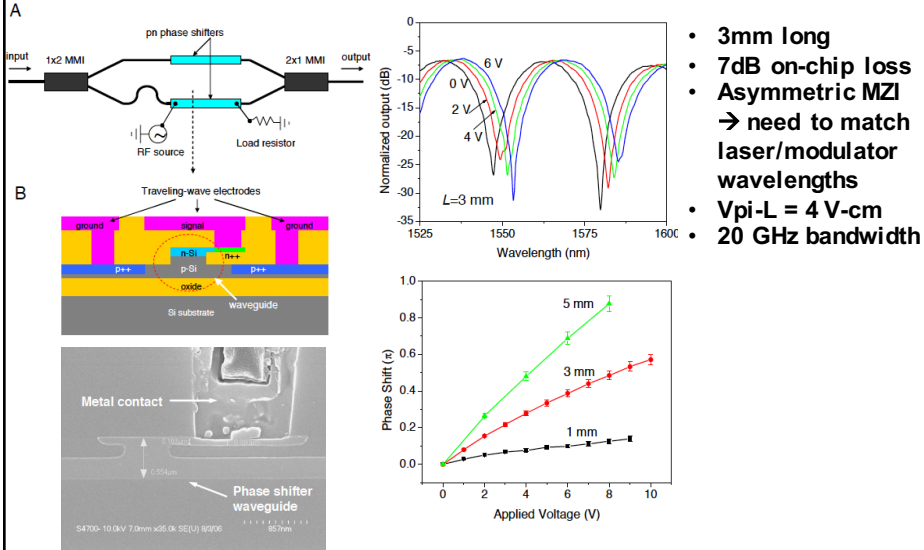 A
pn phase shifters
input
1x2 MMI
2x1 MMI
output
RF source
Load resistor
B
Traveling-wave electrodes
ground
signal
ground
n-Si
n++
p++
p-Si
p++
oxide
waveguide
Si substrate
Metal contact
0.554µm
Phase shifter
waveguide
S4700- 10.0kV 7.0mm x35.0k SE(U) 8/3/06
857nm
Normalized output (dB)
-5
-10
-15
-20
-25
-30
-35
6 V
0 V
2 V
4 V
L=3 mm
1525
1550
1575
1600
Wavelength (nm)
Phase Shift (π)
1.0
0.8
0.6
0.4
0.2
0.0
5 mm
3 mm
1 mm
0
2
4
6
8
10
Applied Voltage (V)
• 3mm long
• 7dB on-chip loss
• Asymmetric MZI
→ need to match
laser/modulator
wavelengths
• Vpi-L = 4 V-cm
• 20 GHz bandwidth